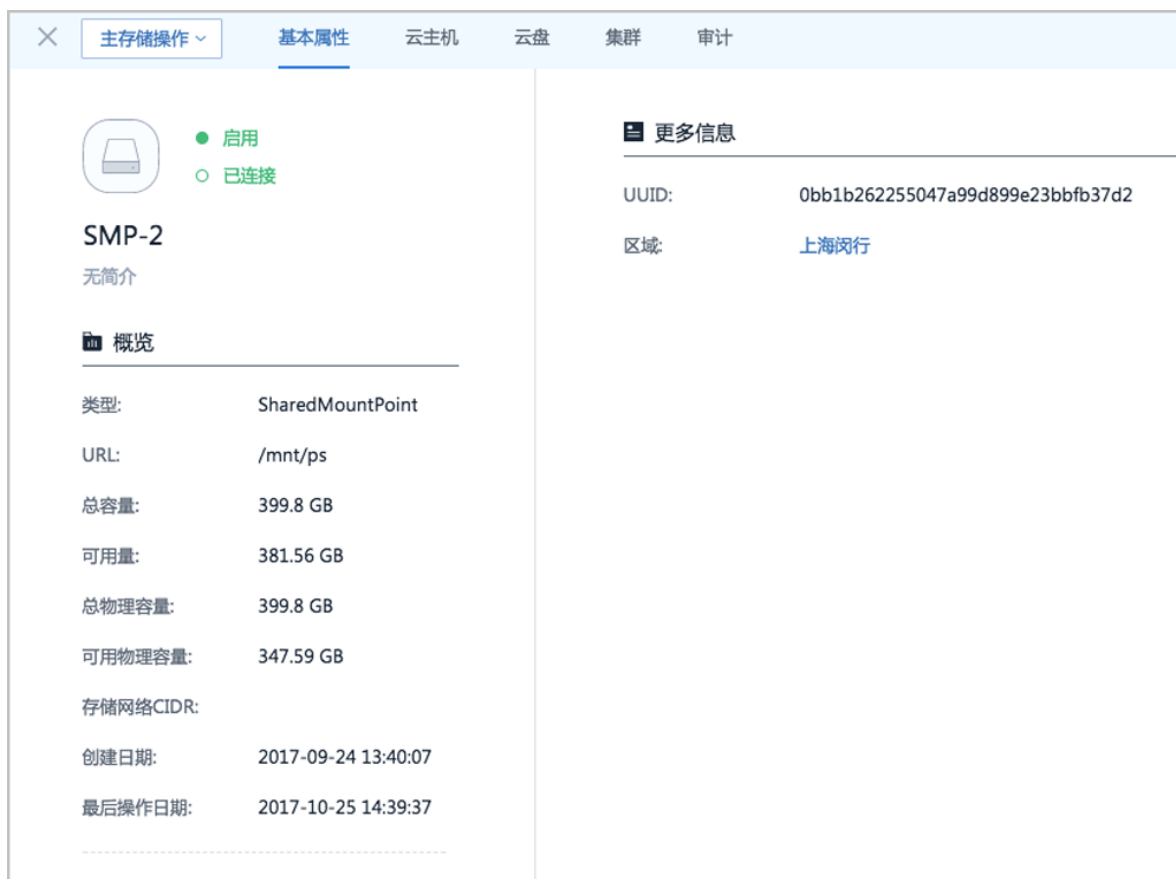 主存储操作 基本属性 云主机 云盘 集群 审计
启用
已连接
SMP-2
无简介
概览
类型: SharedMountPoint
URL: /mnt/ps
总容量: 399.8 GB
可用量: 381.56 GB
总物理容量: 399.8 GB
可用物理容量: 347.59 GB
存储网络CIDR:
创建日期: 2017-09-24 13:40:07
最后操作日期: 2017-10-25 14:39:37
更多信息
UUID: 0bb1b262255047a99d899e23bbfb37d2
区域: 上海闵行